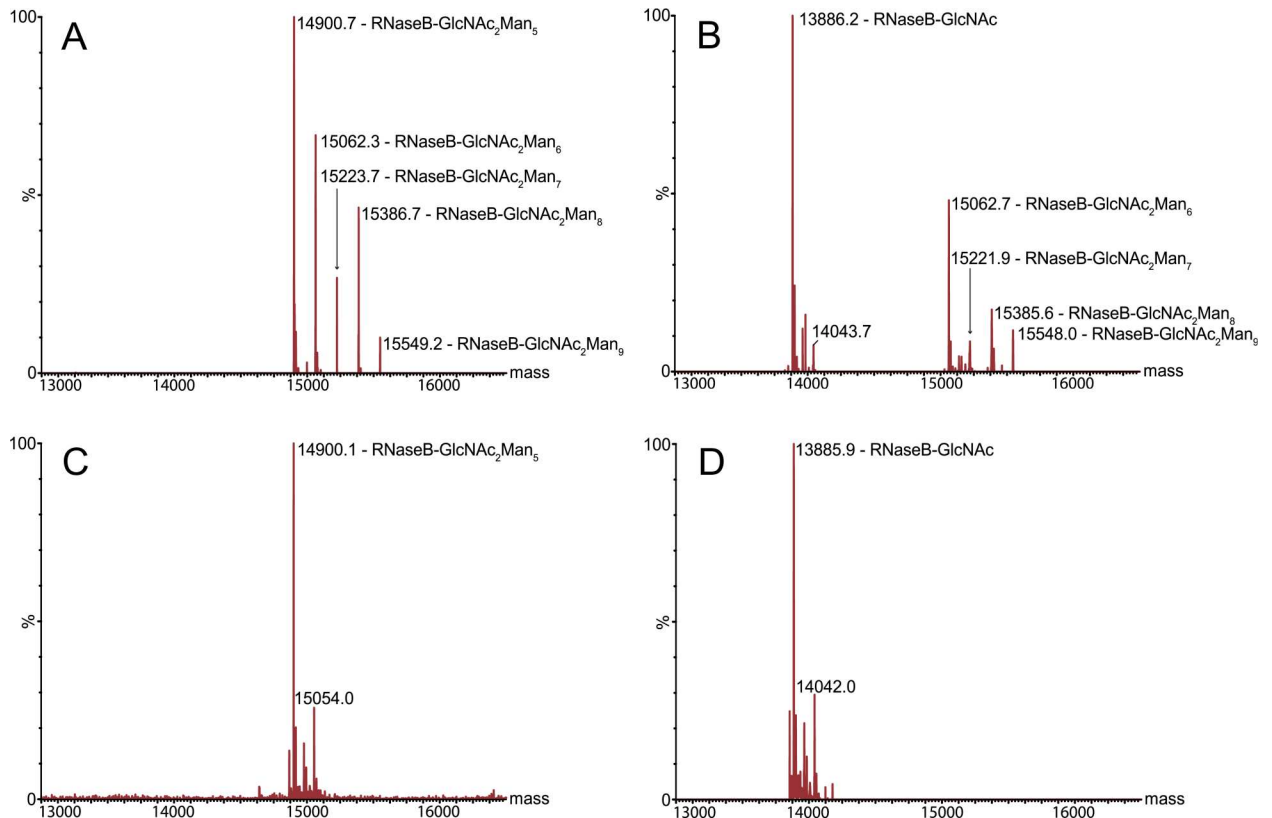 A
100
%
0
14900.7 - RNaseB-GlcNAc₂Man₅
15062.3 - RNaseB-GlcNAc₂Man₆
15223.7 - RNaseB-GlcNAc₂Man₇
15386.7 - RNaseB-GlcNAc₂Man₈
15549.2 - RNaseB-GlcNAc₂Man₉
mass
13000 14000 15000 16000
B
100
%
0
13886.2 - RNaseB-GlcNAc
15062.7 - RNaseB-GlcNAc₂Man₆
15221.9 - RNaseB-GlcNAc₂Man₇
15385.6 - RNaseB-GlcNAc₂Man₈
14043.7
15548.0 - RNaseB-GlcNAc₂Man₉
mass
13000 14000 15000 16000
C
100
%
0
14900.1 - RNaseB-GlcNAc₂Man₅
15054.0
mass
13000 14000 15000 16000
D
100
%
0
13885.9 - RNaseB-GlcNAc
14042.0
mass
13000 14000 15000 16000